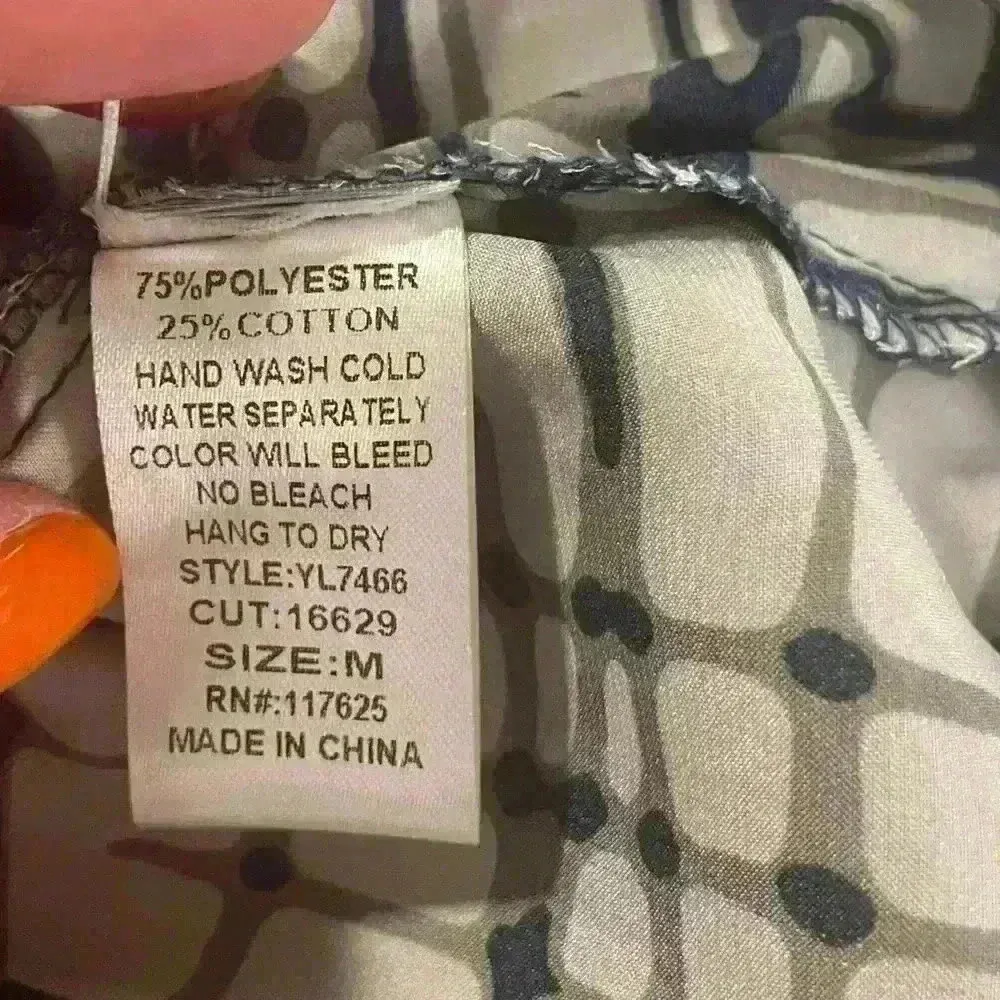 75%POLYESTER
25%COTTON
HAND WASH COLD
WATER SEPARATELY
COLOR WILL BLEED
NO BLEACH
HANG TO DRY
STYLE:YL7466
CUT:16629
SIZE:M
RN#:117625
MADE IN CHINA